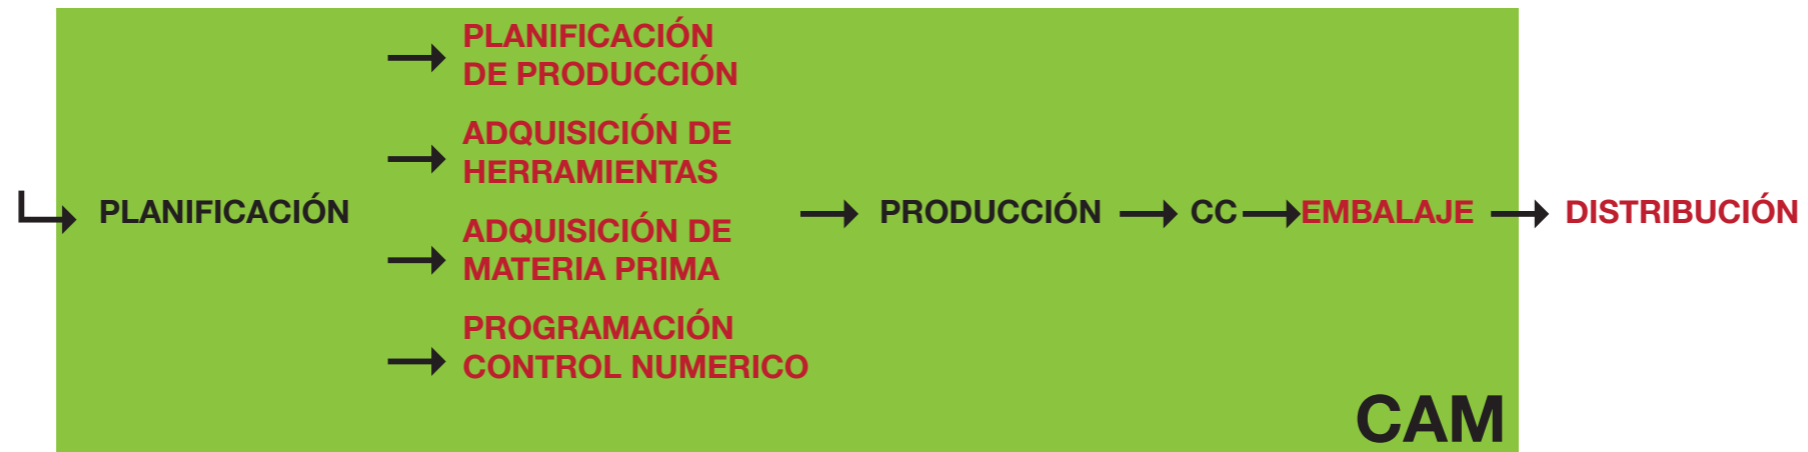 PLANIFICACIÓN
PLANIFICACIÓN
DE PRODUCCIÓN
ADQUISICIÓN DE
HERRAMIENTAS
ADQUISICIÓN DE
MATERIA PRIMA
PROGRAMACIÓN
CONTROL NUMERICO
PRODUCCIÓN
CC
EMBALAJE
DISTRIBUCIÓN
CAM